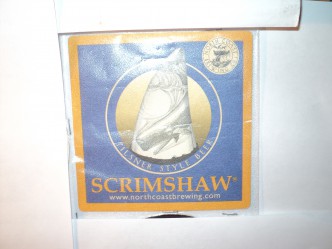 PILSNER STYLE BEER
SCRIMSHAW®
www.northcoastbrewing.com